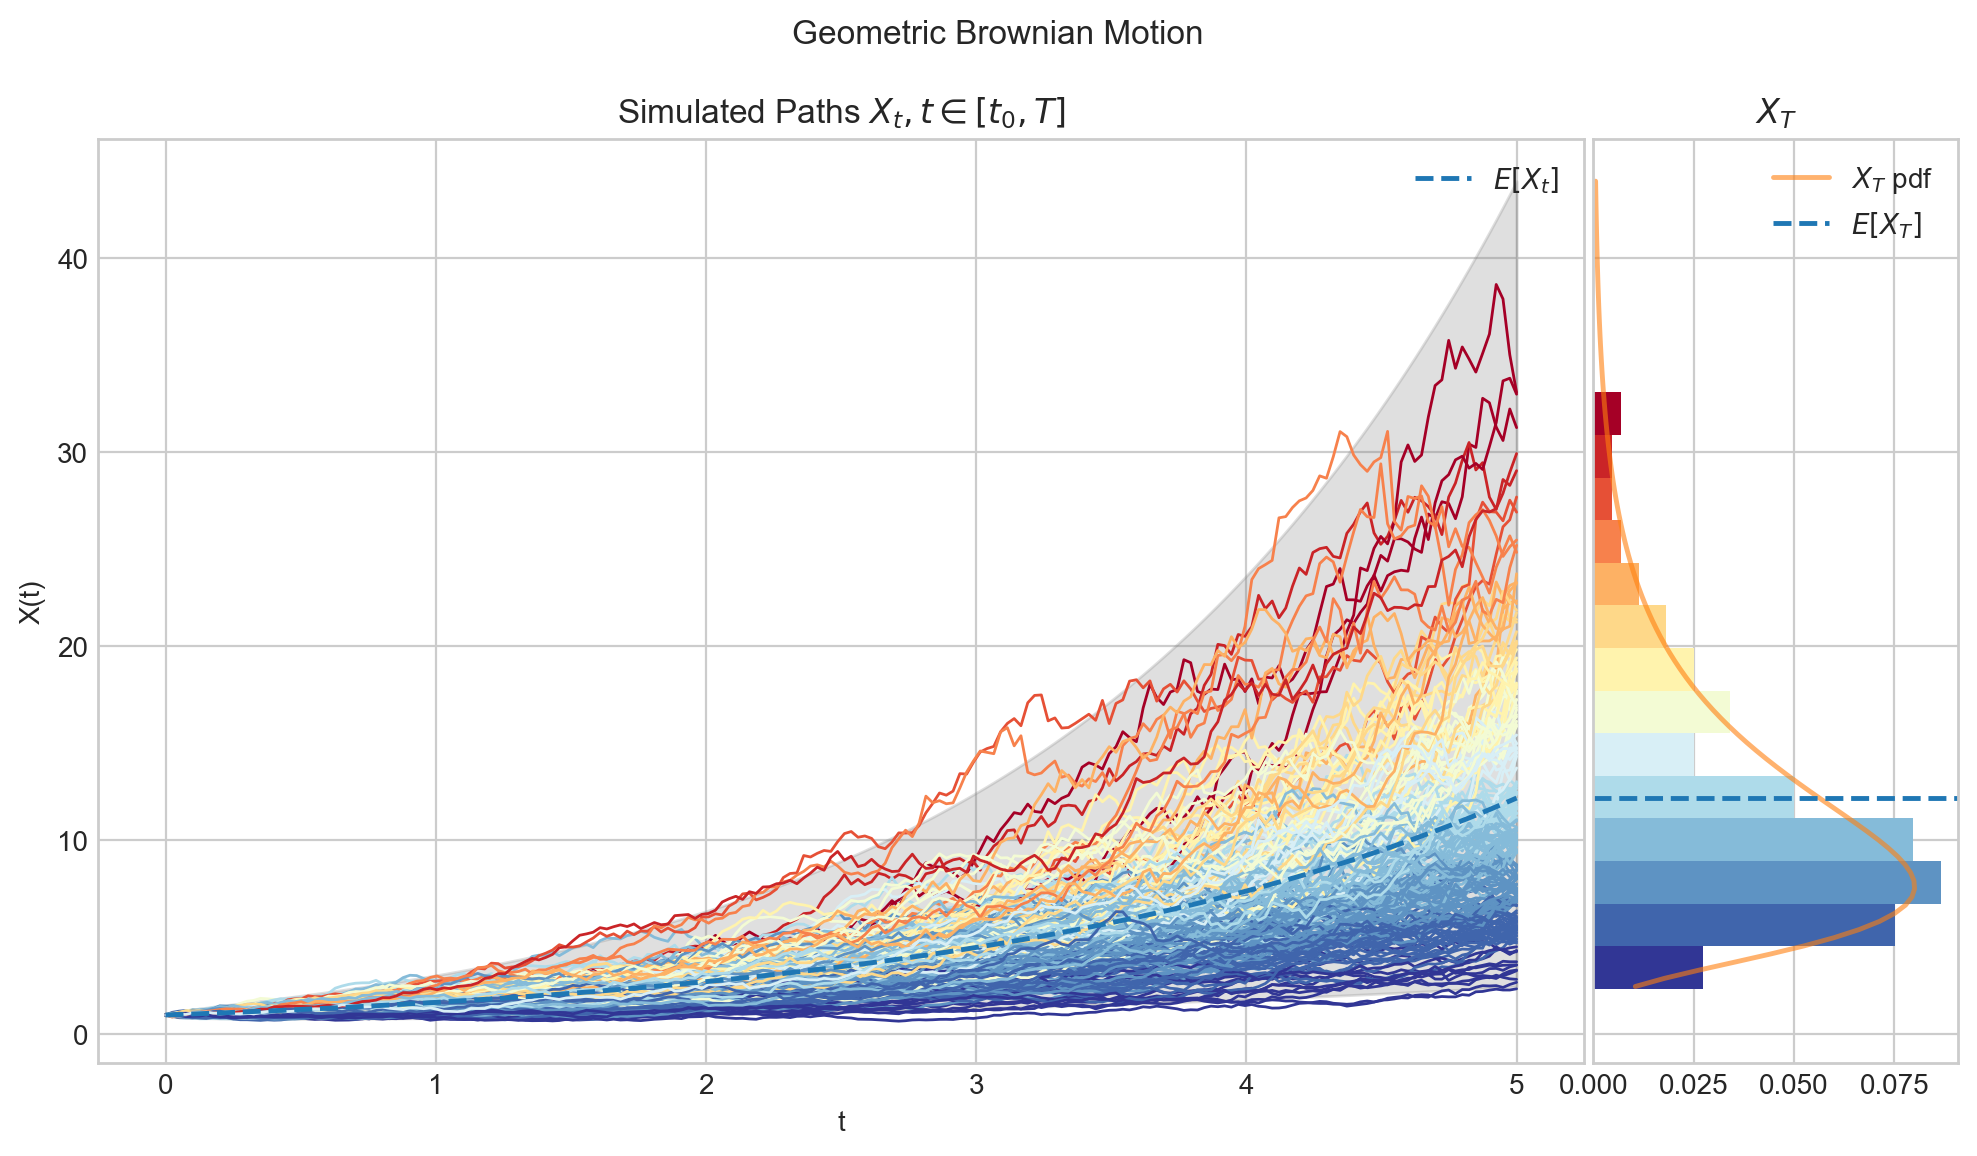 Geometric Brownian Motion
Simulated Paths $X_t, t \in [t_0, T]$
$X_T$
$E[X_t]$
$X_T$ pdf
$E[X_T]$
40
30
20
10
0
X(t)
0 1 2 3 4 5
t
0.000 0.025 0.050 0.075